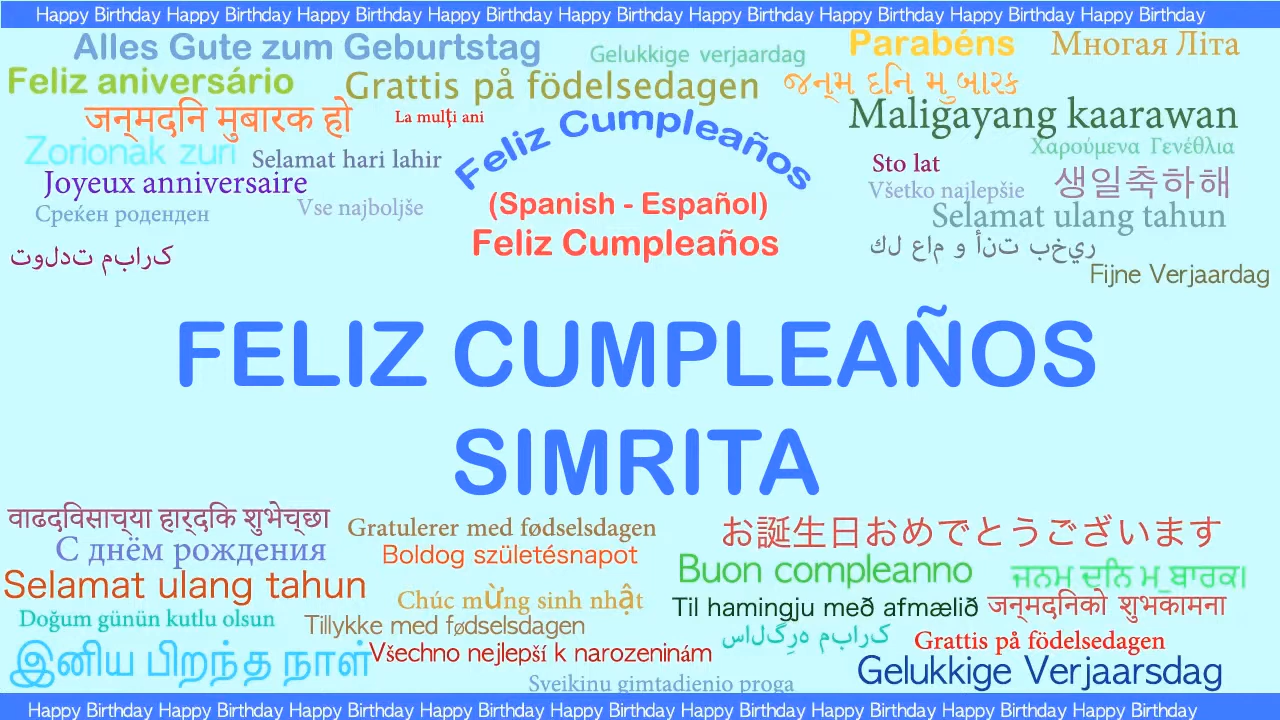 Happy Birthday Happy Birthday Happy Birthday Happy Birthday Happy Birthday Happy Birthday Happy Birthday Happy Birthday Happy Birthday
Alles Gute zum Geburtstag
Gelukkige verjaardag
Parabéns
Многая Літа
Feliz aniversário
Grattis på födelsedagen
જન્મ દનિ મુબારક
जन्मदनि मुबारक हो
La mulţi ani
Feliz Cumpleaños
Maligayang kaarawan
Zorionak zuri
Selamat hari lahir
Sto lat
Χαρούμενα Γενέθλια
Joyeux anniversaire
(Spanish - Español)
Všetko najlepšie
생일축하해
Среќен роденден
Vse najboljše
Selamat ulang tahun
Feliz Cumpleaños
تولدت مبارک
كل عام و أنت بخير
Fijne Verjaardag
FELIZ CUMPLEAÑOS
SIMRITA
वाढदविसाच्या हार्दकि शुभेच्छा
Gratulerer med fødselsdagen
お誕生日おめでとうございます
С днём рождения
Boldog születésnapot
Buon compleanno
ਜਨਮ ਦਨਿ ਮੁਬਾਰਕ।
Selamat ulang tahun
Chúc mừng sinh nhật
Til hamingju með afmælið
जन्मदनिको शुभकामना
Doğum günün kutlu olsun
Tillykke med fødselsdagen
سالگرِه مبارک
Grattis på födelsedagen
இனிய பிறந்த நாள்
Všechno nejlepší k narozeninám
Gelukkige Verjaarsdag
Sveikinu gimtadienio proga
Happy Birthday Happy Birthday Happy Birthday Happy Birthday Happy Birthday Happy Birthday Happy Birthday Happy Birthday Happy Birthday